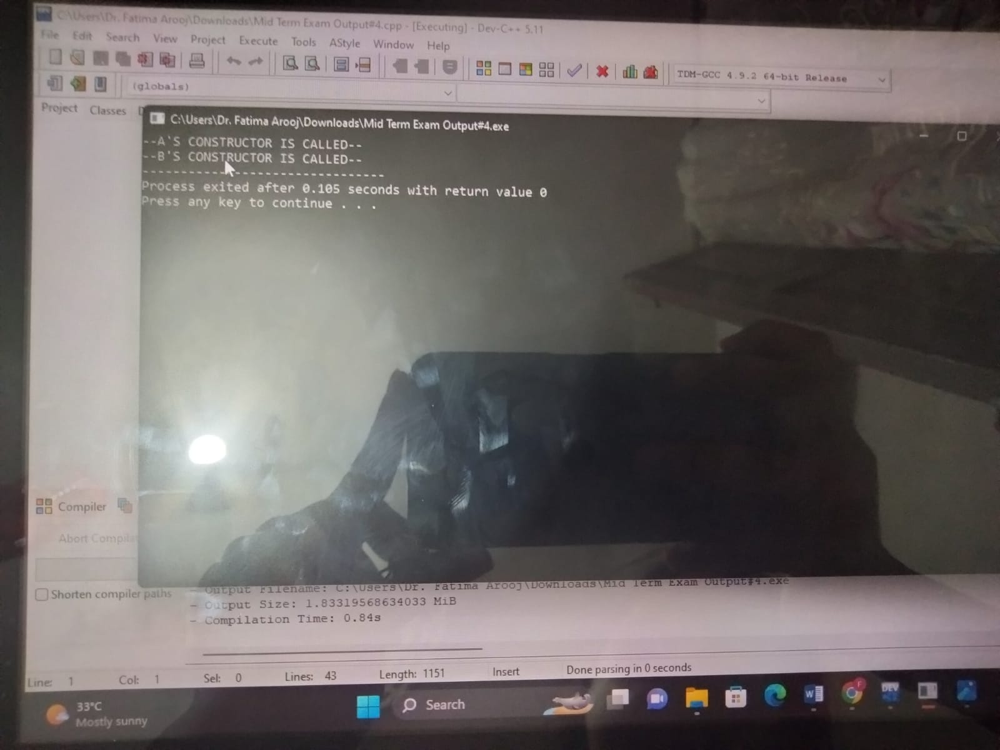 C:\Users\Dr. Fatima Arooj\Downloads\Mid Term Exam Output#4.cpp - [Executing] - Dev-C++ 5.11
File Edit Search View Project Execute Tools AStyle Window Help
TDM-GCC 4.9.2 64-bit Release
(globals)
Project Classes D
C:\Users\Dr. Fatima Arooj\Downloads\Mid Term Exam Output#4.exe
--A'S CONSTRUCTOR IS CALLED--
--B'S CONSTRUCTOR IS CALLED--
--------------------------------
Process exited after 0.105 seconds with return value 0
Press any key to continue . . .
Compiler
Abort Compilat
Shorten compiler paths
- Output Filename: C:\Users\Dr. Fatima Arooj\Downloads\Mid Term Exam Output#4.exe
- Output Size: 1.83319568634033 MiB
- Compilation Time: 0.84s
Line: 1 Col: 1 Sel: 0 Lines: 43 Length: 1151 Insert Done parsing in 0 seconds
33°C
Mostly sunny
Search
W
F
DEV